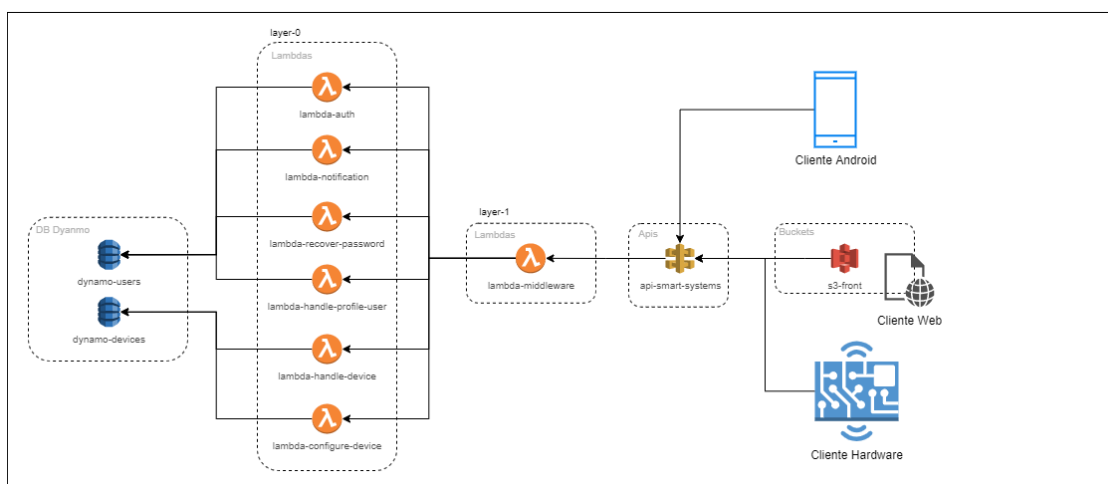 layer-0
Lambdas
lambda-auth
lambda-notification
lambda-recover-password
lambda-handle-profile-user
lambda-handle-device
lambda-configure-device
DB Dyanmo
dynamo-users
dynamo-devices
layer-1
Lambdas
lambda-middleware
Apis
api-smart-systems
Cliente Android
Buckets
s3-front
Cliente Web
Cliente Hardware